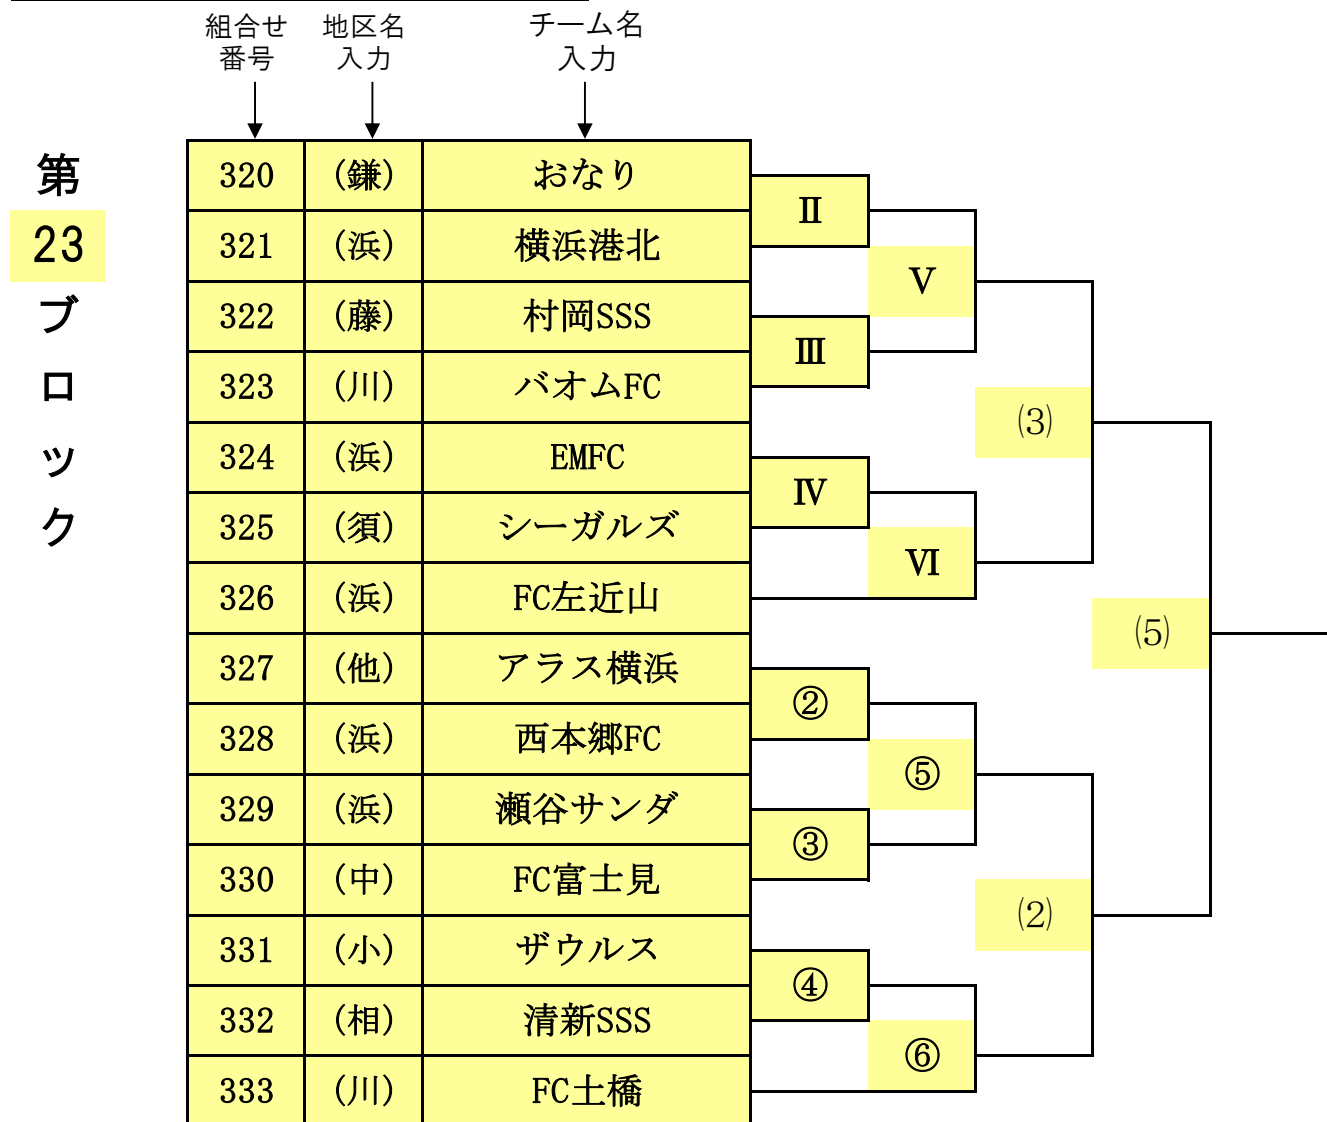 組合せ
番号
地区名
入力
チーム名
入力
第
23
ブ
ロ
ッ
ク
320 (鎌) おなり
321 (浜) 横浜港北
322 (藤) 村岡SSS
323 (川) バオムFC
324 (浜) EMFC
325 (須) シーガルズ
326 (浜) FC左近山
327 (他) アラス横浜
328 (浜) 西本郷FC
329 (浜) 瀬谷サンダ
330 (中) FC富士見
331 (小) ザウルス
332 (相) 清新SSS
333 (川) FC土橋
Ⅱ
Ⅲ
Ⅳ
②
③
④
Ⅴ
Ⅵ
⑤
⑥
⑶
⑵
⑸